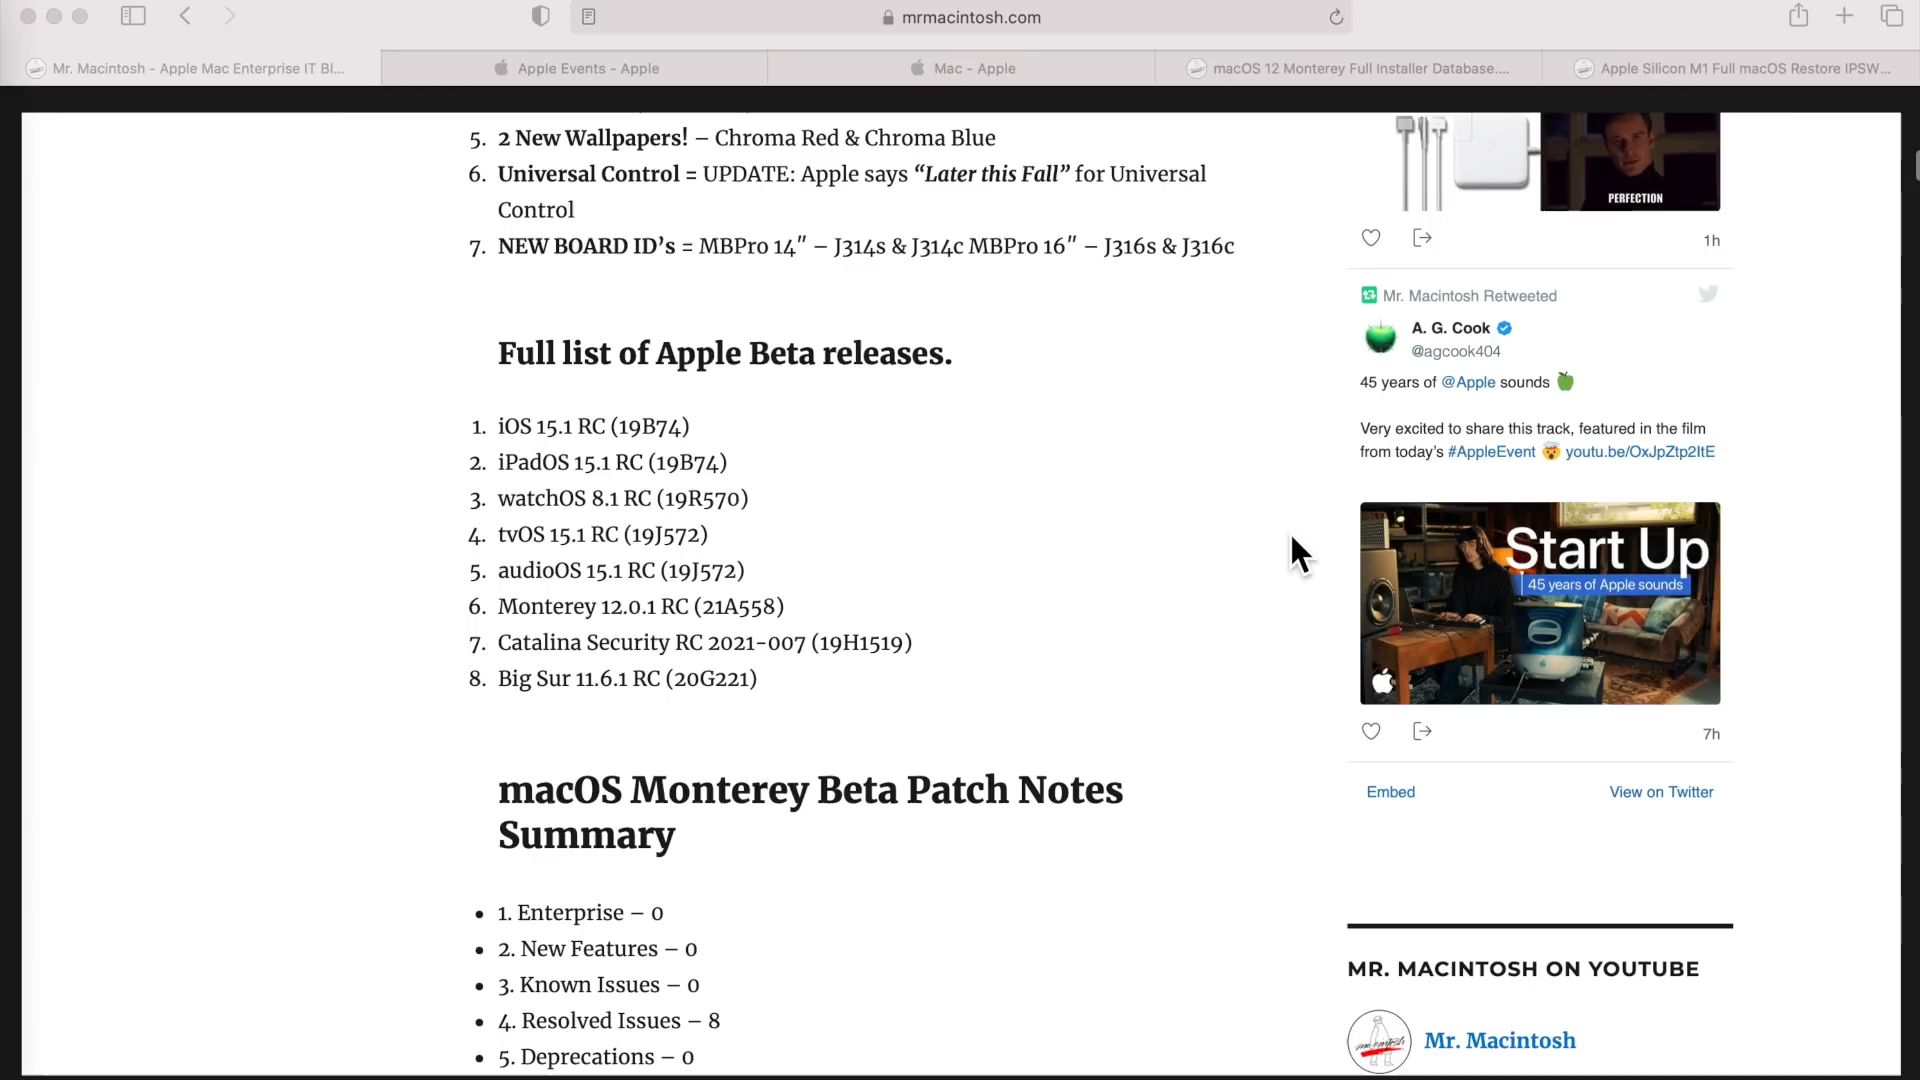 mrmacintosh.com
Mr. Macintosh - Apple Mac Enterprise IT Bl...
Apple Events - Apple
Mac - Apple
macOS 12 Monterey Full Installer Database....
Apple Silicon M1 Full macOS Restore IPSW...
5. 2 New Wallpapers! – Chroma Red & Chroma Blue
6. Universal Control = UPDATE: Apple says “Later this Fall” for Universal
Control
7. NEW BOARD ID’s = MBPro 14″ – J314s & J314c MBPro 16″ – J316s & J316c
Full list of Apple Beta releases.
1. iOS 15.1 RC (19B74)
2. iPadOS 15.1 RC (19B74)
3. watchOS 8.1 RC (19R570)
4. tvOS 15.1 RC (19J572)
5. audioOS 15.1 RC (19J572)
6. Monterey 12.0.1 RC (21A558)
7. Catalina Security RC 2021-007 (19H1519)
8. Big Sur 11.6.1 RC (20G221)
macOS Monterey Beta Patch Notes
Summary
• 1. Enterprise – 0
• 2. New Features – 0
• 3. Known Issues – 0
• 4. Resolved Issues – 8
• 5. Deprecations – 0
PERFECTION
1h
Mr. Macintosh Retweeted
A. G. Cook
@agcook404
45 years of @Apple sounds
Very excited to share this track, featured in the film
from today’s #AppleEvent youtu.be/OxJpZtp2ItE
Start Up
45 years of Apple sounds
7h
Embed
View on Twitter
MR. MACINTOSH ON YOUTUBE
Mr. Macintosh